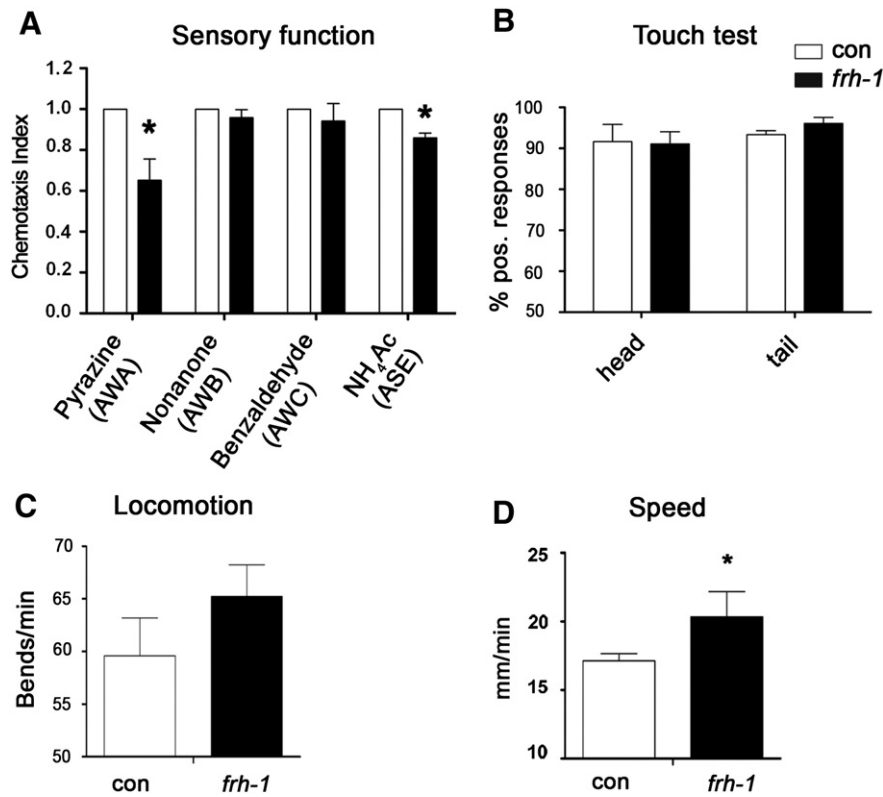 A
Sensory function
Chemotaxis Index
1.2
1.0
0.8
0.6
0.4
0.2
0.0
*
*
Pyrazine
(AWA)
Nonanone
(AWB)
Benzaldehyde
(AWC)
NH4Ac
(ASE)
B
Touch test
con
frh-1
% pos. responses
100
90
80
70
60
50
head
tail
C
Locomotion
Bends/min
70
65
60
55
50
con
frh-1
D
Speed
mm/min
25
20
15
10
*
con
frh-1